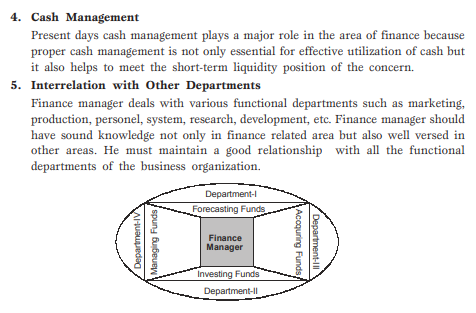 4. Cash Management
Present days cash management plays a major role in the area of finance because
proper cash management is not only essential for effective utilization of cash but
it also helps to meet the short-term liquidity position of the concern.
5. Interrelation with Other Departments
Finance manager deals with various functional departments such as marketing,
production, personel, system, research, development, etc. Finance manager should
have sound knowledge not only in finance related area but also well versed in
other areas. He must maintain a good relationship with all the functional
departments of the business organization.
Department-I
Forecasting Funds
Department-IV
Managing Funds
Finance
Manager
Accquring Funds
Department-III
Investing Funds
Department-II